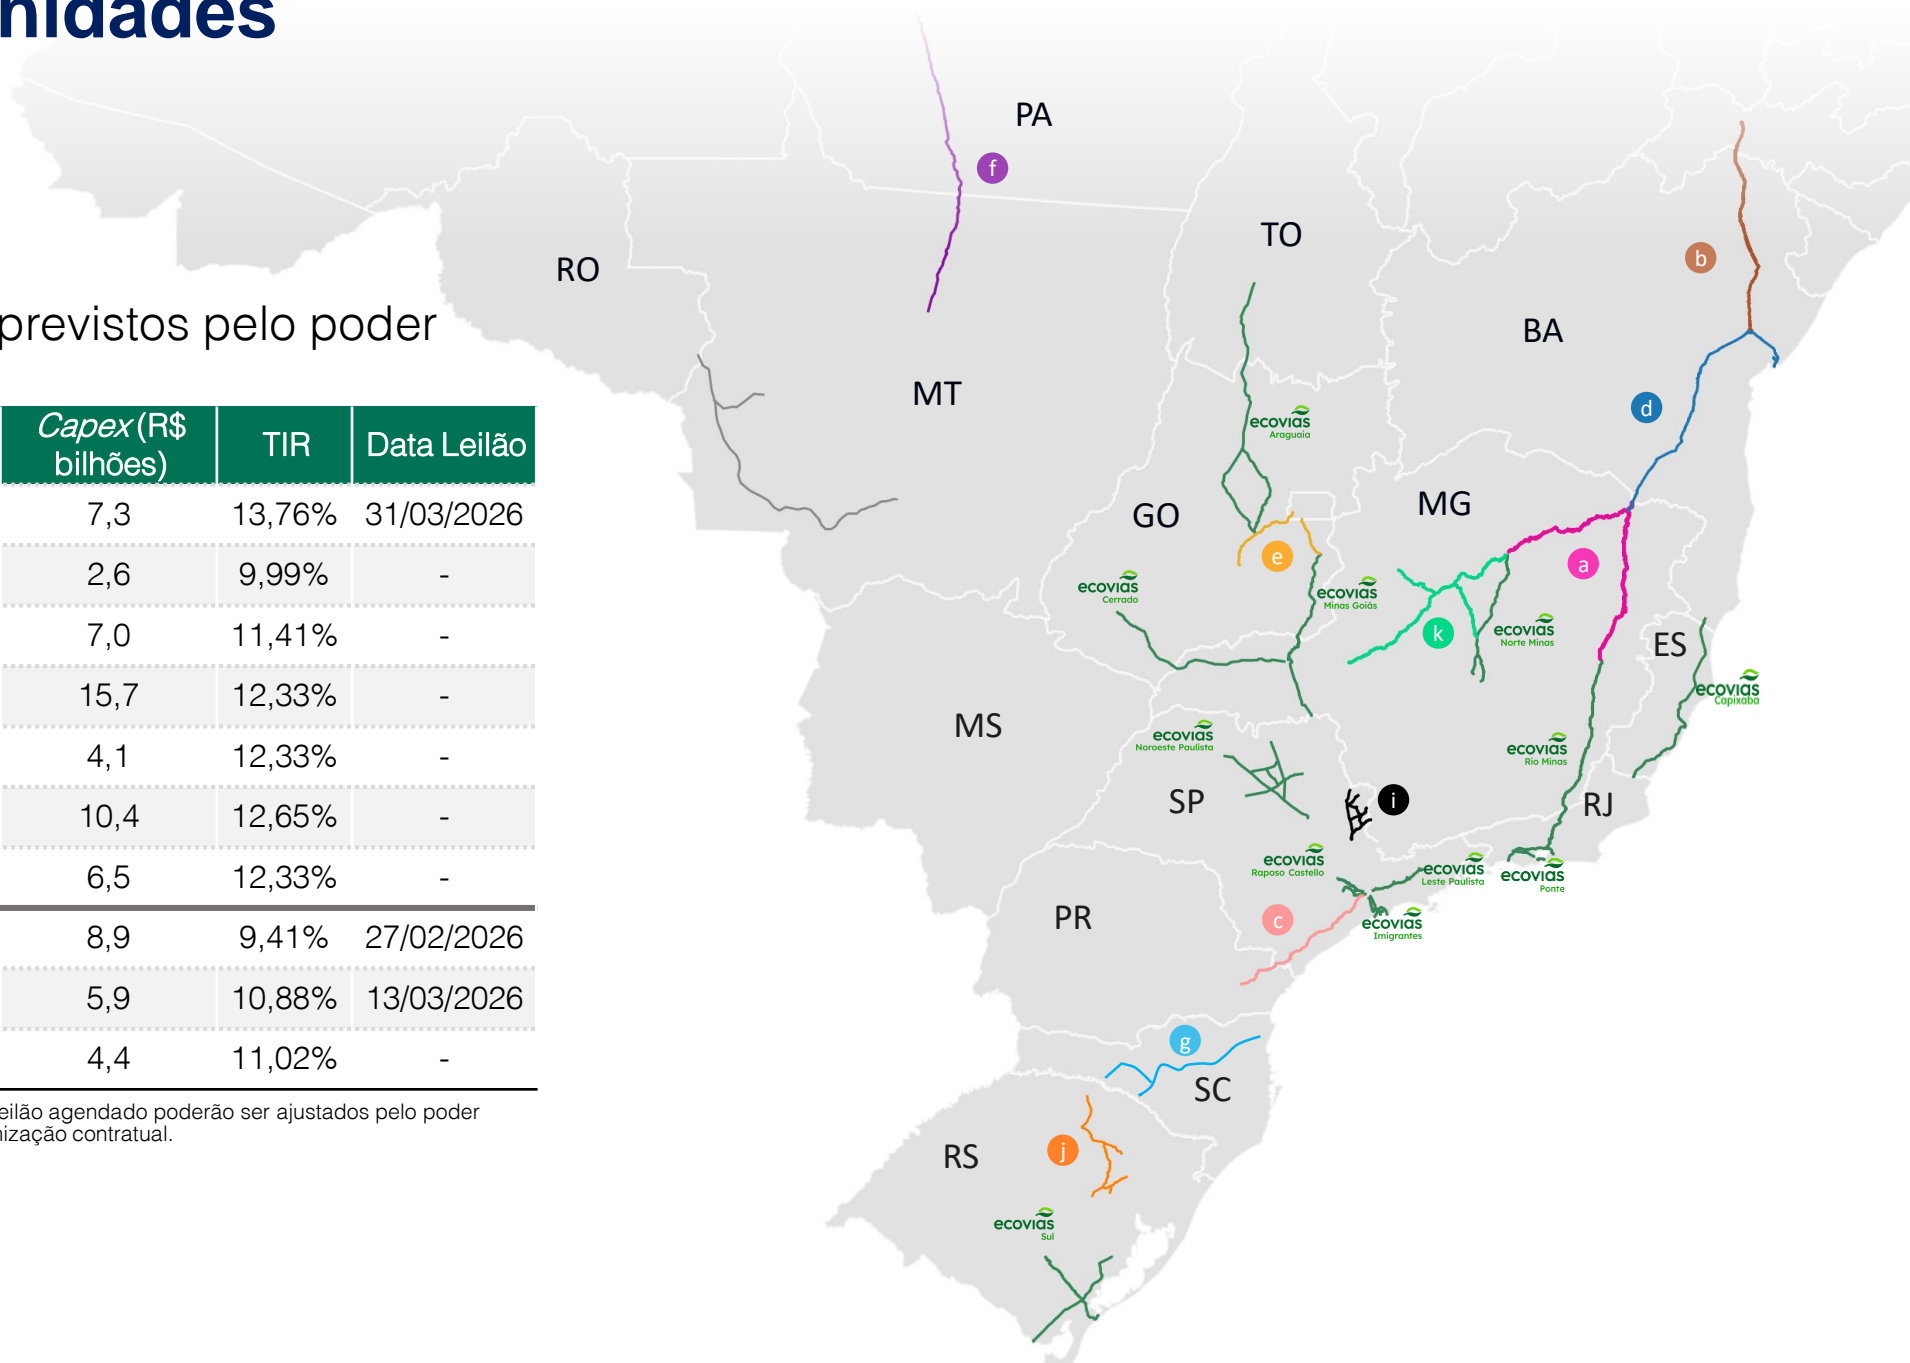 nidades
previstos pelo poder
Capex (R$ bilhões) TIR Data Leilão
7,3 13,76% 31/03/2026
2,6 9,99% -
7,0 11,41% -
15,7 12,33% -
4,1 12,33% -
10,4 12,65% -
6,5 12,33% -
8,9 9,41% 27/02/2026
5,9 10,88% 13/03/2026
4,4 11,02% -
eilão agendado poderão ser ajustados pelo poder
nização contratual.
PA
f
TO
RO
b
BA
MT
d
ecovias
Araguaia
MG
GO
e
a
ecovias
Cerrado
ecovias
Minas Goiás
k
ecovias
Norte Minas
ES
ecovias
Capixaba
MS
ecovias
Noroeste Paulista
ecovias
Rio Minas
SP
i
RJ
ecovias
Raposo Castello
ecovias
Leste Paulista
ecovias
Ponte
PR
c
ecovias
Imigrantes
g
SC
j
RS
ecovias
Sul